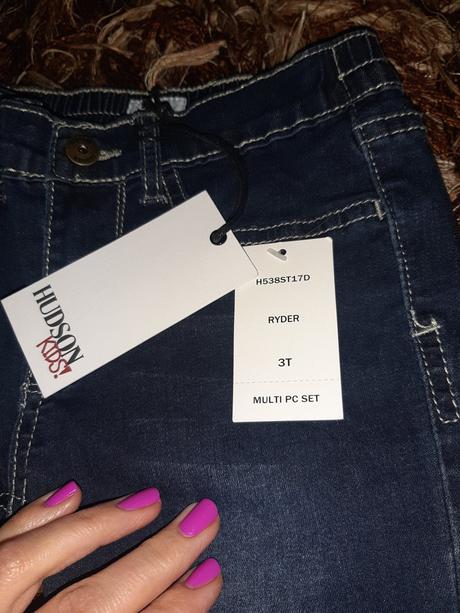 HUDSON
KIDS!
H538ST17D
RYDER
3T
MULTI PC SET